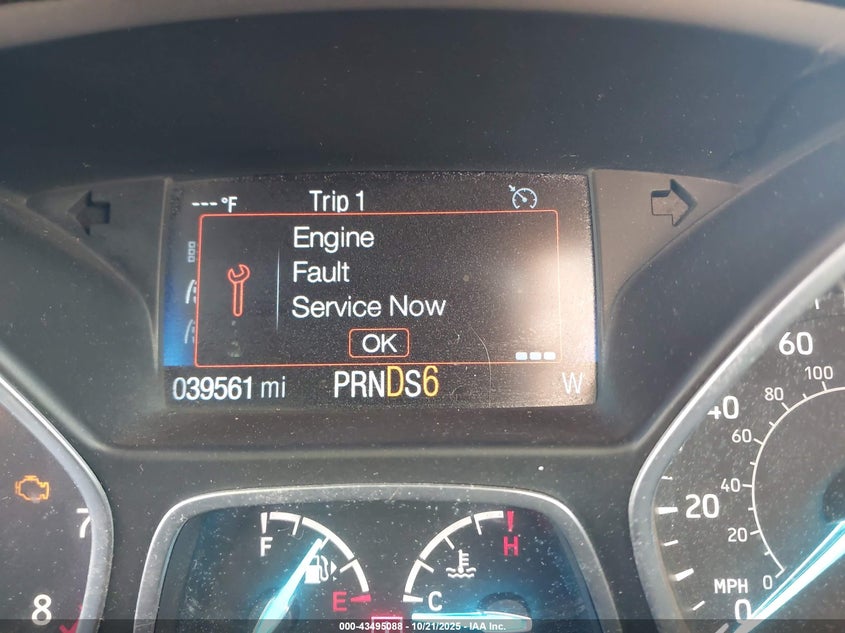 ---°F Trip 1
Engine
Fault
Service Now
OK
039561 mi PRNDS6 W
60
100
80
40
60
7
F
H
20
40
20
E
C
MPH
0
0
8
000-43495088 - 10/21/2025 - IAA Inc.